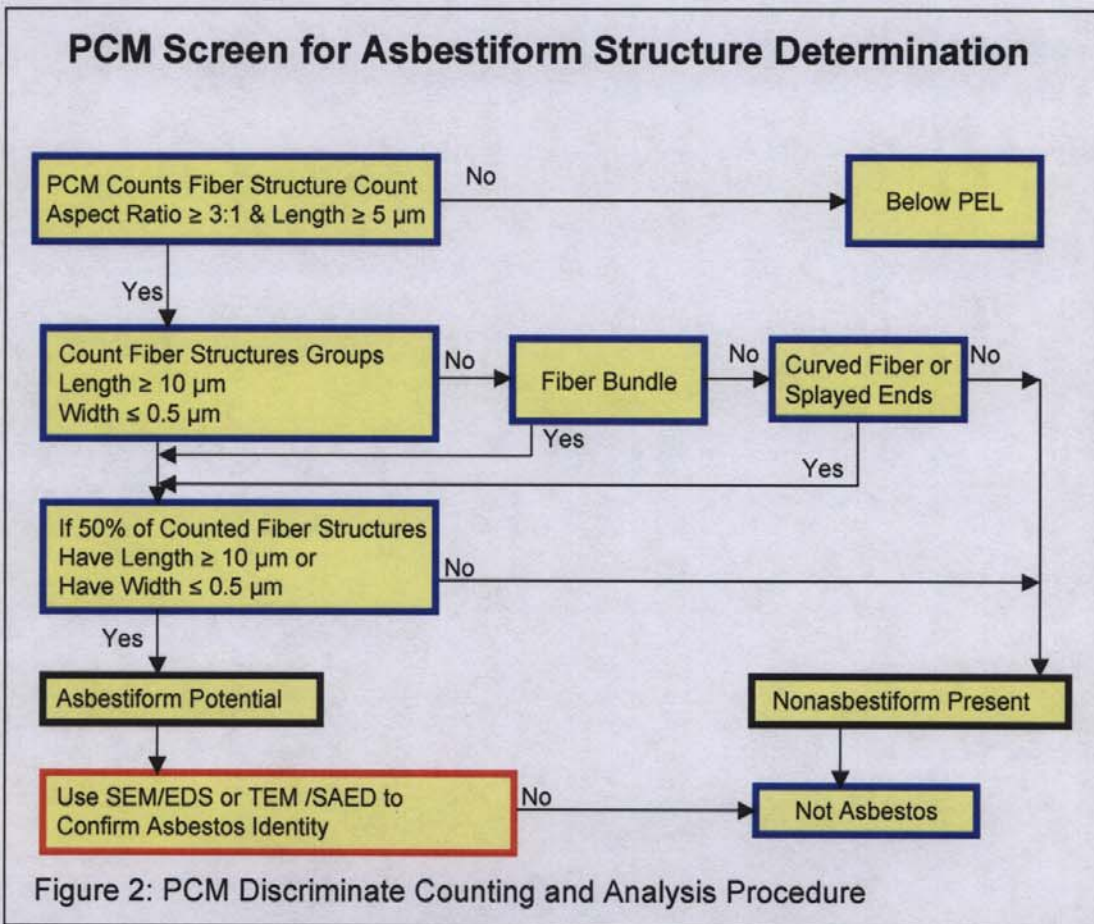 PCM Screen for Asbestiform Structure Determination
PCM Counts Fiber Structure Count
Aspect Ratio ≥ 3:1 & Length ≥ 5 µm
No
Below PEL
Yes
Count Fiber Structures Groups
Length ≥ 10 µm
Width ≤ 0.5 µm
No
Fiber Bundle
No
Curved Fiber or
Splayed Ends
No
Yes
Yes
If 50% of Counted Fiber Structures
Have Length ≥ 10 µm or
Have Width ≤ 0.5 µm
No
Yes
Asbestiform Potential
Nonasbestiform Present
Use SEM/EDS or TEM /SAED to
Confirm Asbestos Identity
No
Not Asbestos
Figure 2: PCM Discriminate Counting and Analysis Procedure